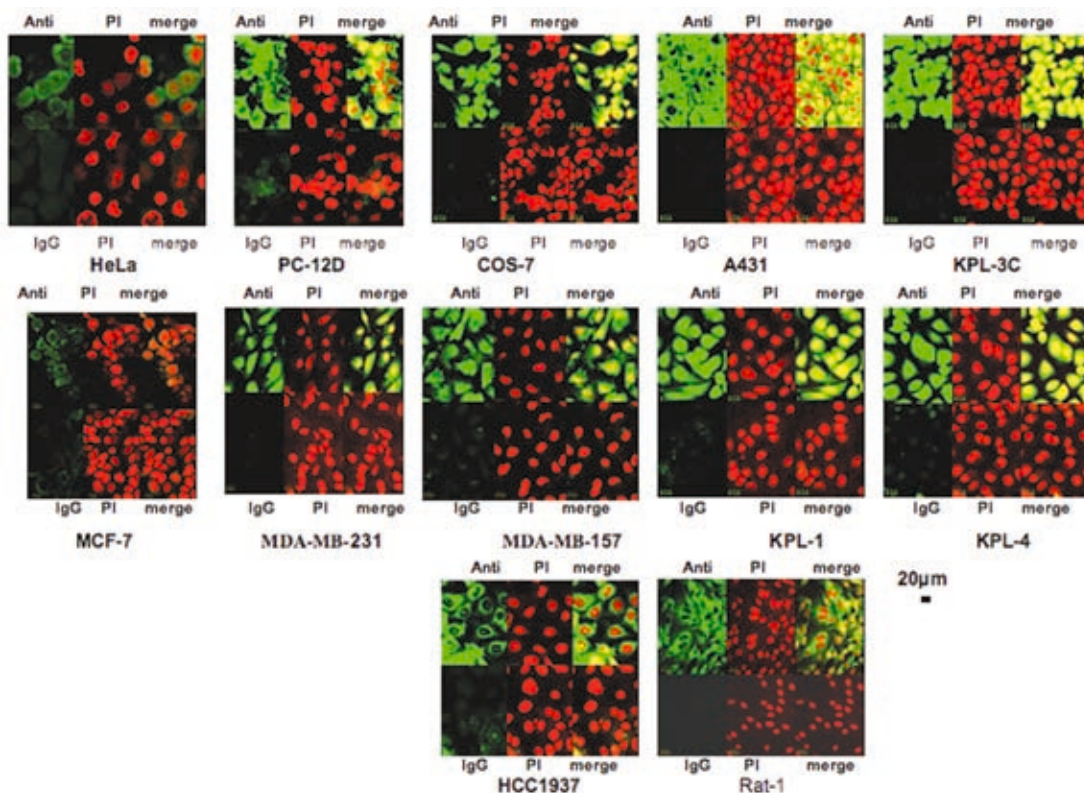 Anti PI merge Anti PI merge Anti PI merge Anti PI merge Anti PI merge
IgG PI merge IgG PI merge IgG PI merge IgG PI merge IgG PI merge
HeLa PC-12D COS-7 A431 KPL-3C
Anti PI merge Anti PI merge Anti PI merge Anti PI merge Anti PI merge
IgG PI merge IgG PI merge IgG PI merge IgG PI merge IgG PI merge
MCF-7 MDA-MB-231 MDA-MB-157 KPL-1 KPL-4
Anti PI merge Anti PI merge 20µm
IgG PI merge IgG PI merge
HCC1937 Rat-1